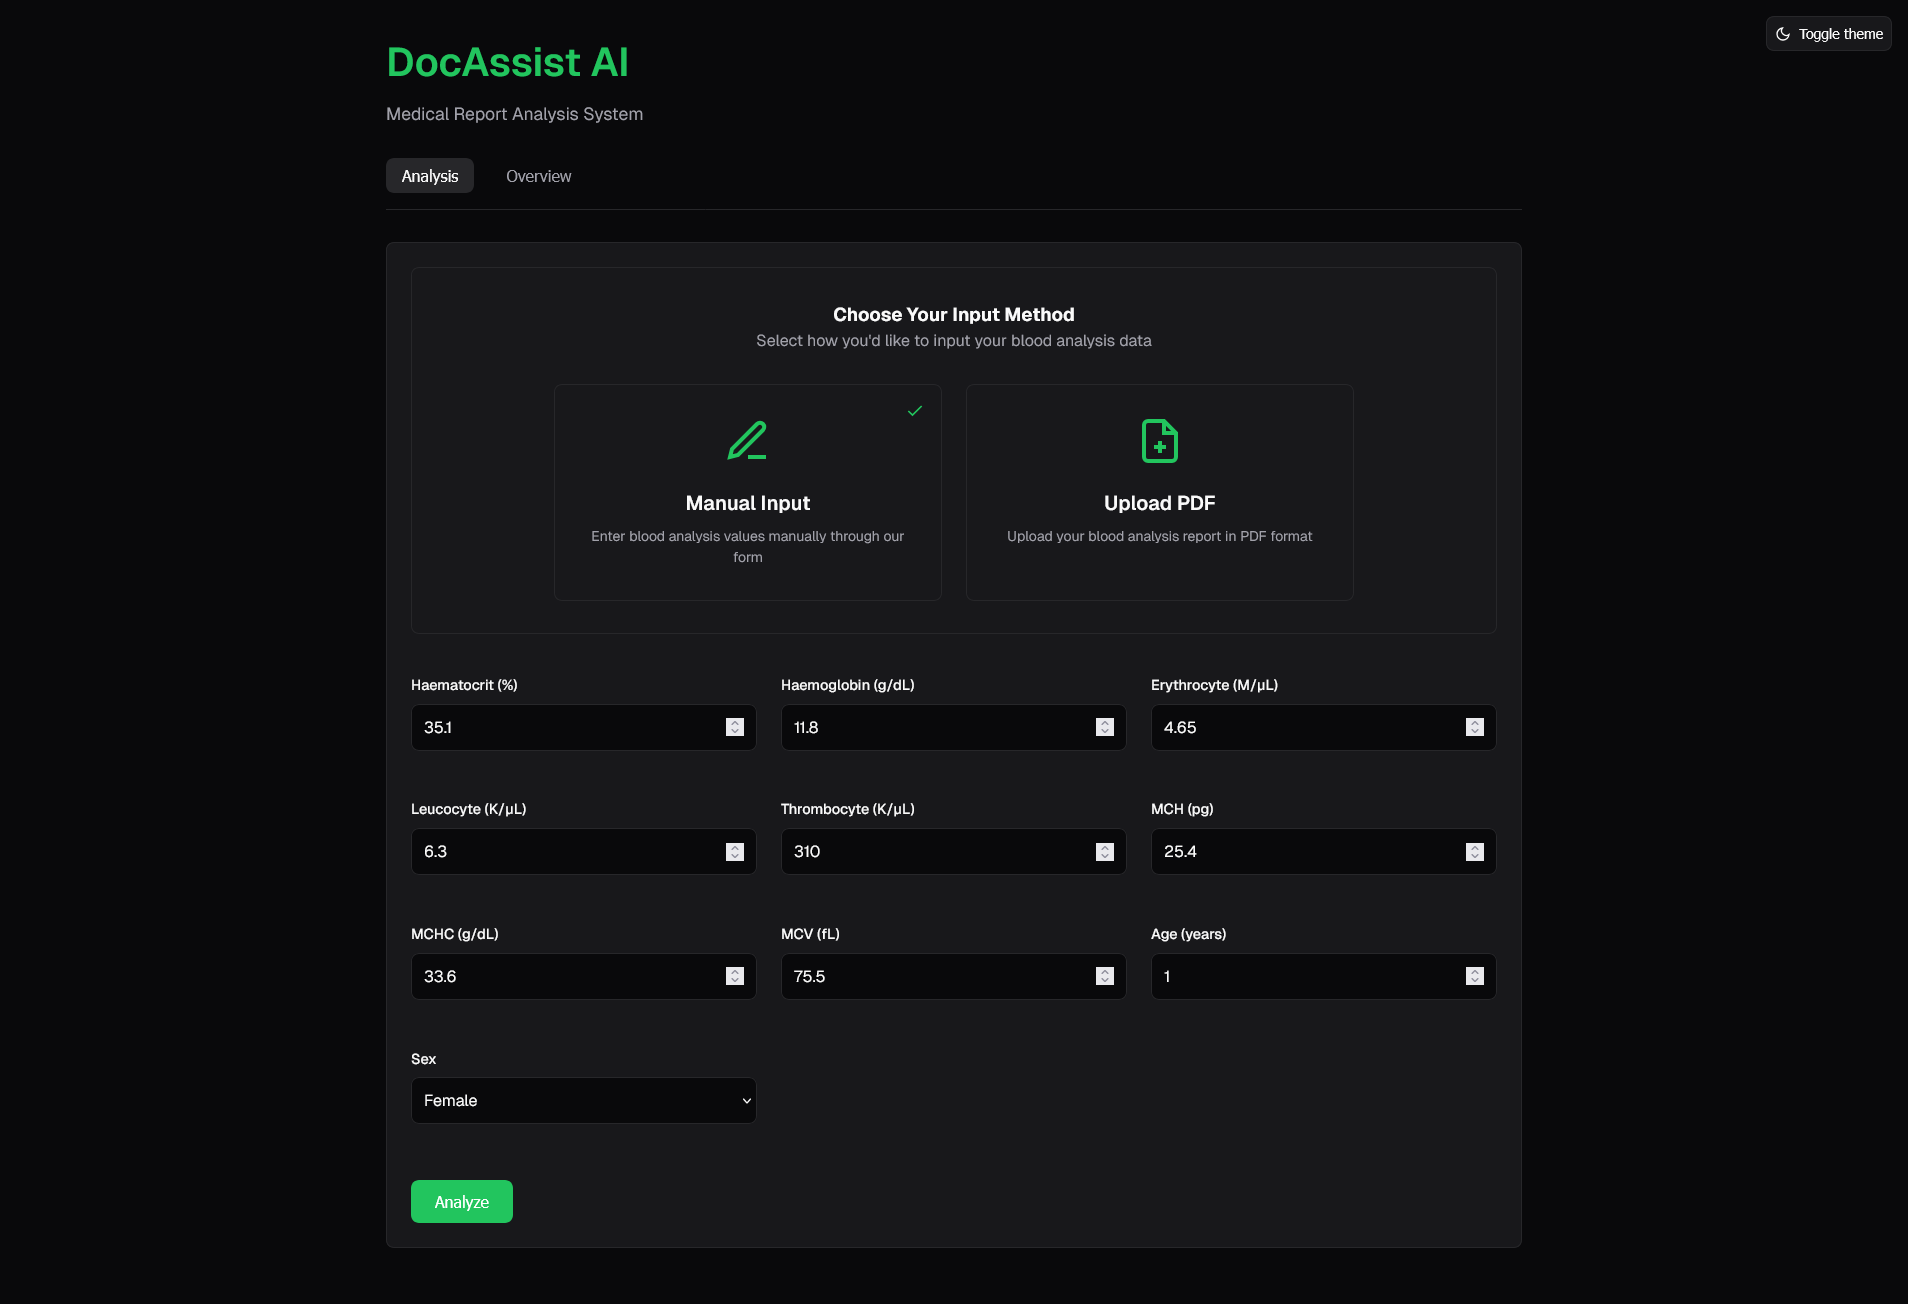 Toggle theme
DocAssist AI
Medical Report Analysis System
Analysis
Overview
Choose Your Input Method
Select how you'd like to input your blood analysis data
Manual Input
Enter blood analysis values manually through our
form
Upload PDF
Upload your blood analysis report in PDF format
Haematocrit (%)
35.1
Haemoglobin (g/dL)
11.8
Erythrocyte (M/µL)
4.65
Leucocyte (K/µL)
6.3
Thrombocyte (K/µL)
310
MCH (pg)
25.4
MCHC (g/dL)
33.6
MCV (fL)
75.5
Age (years)
1
Sex
Female
Analyze